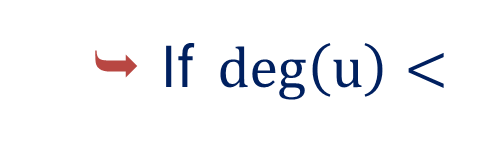 ⮩ If deg(u) <